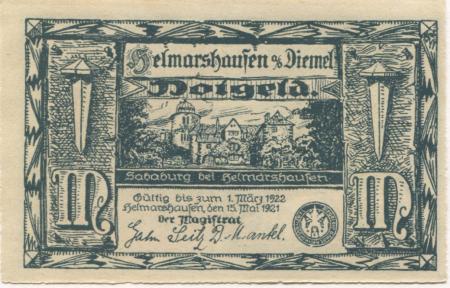 Helmarshausen a/Diemel
Notgeld.
Sababurg bei Helmarshausen
Gültig bis zum 1. März 1922
Helmarshausen, den 15. Mai 1921
der Magistrat
M M